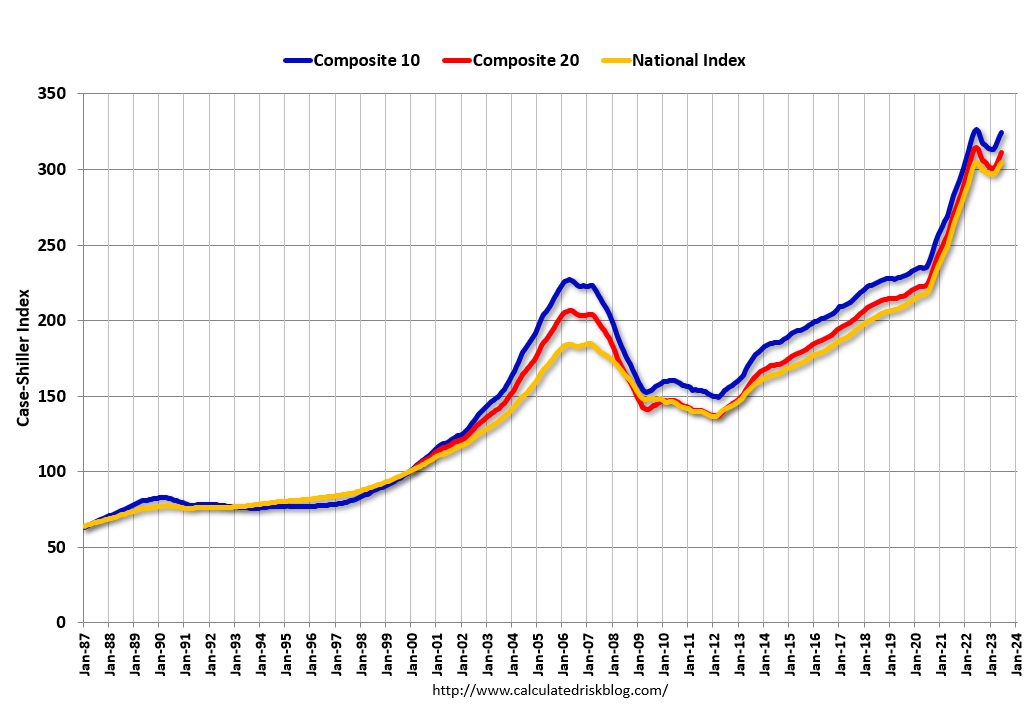 Composite 10 Composite 20 National Index
350
300
250
200
150
100
50
0
Case-Shiller Index
Jan-87
Jan-88
Jan-89
Jan-90
Jan-91
Jan-92
Jan-93
Jan-94
Jan-95
Jan-96
Jan-97
Jan-98
Jan-99
Jan-00
Jan-01
Jan-02
Jan-03
Jan-04
Jan-05
Jan-06
Jan-07
Jan-08
Jan-09
Jan-10
Jan-11
Jan-12
Jan-13
Jan-14
Jan-15
Jan-16
Jan-17
Jan-18
Jan-19
Jan-20
Jan-21
Jan-22
Jan-23
Jan-24
http://www.calculatedriskblog.com/